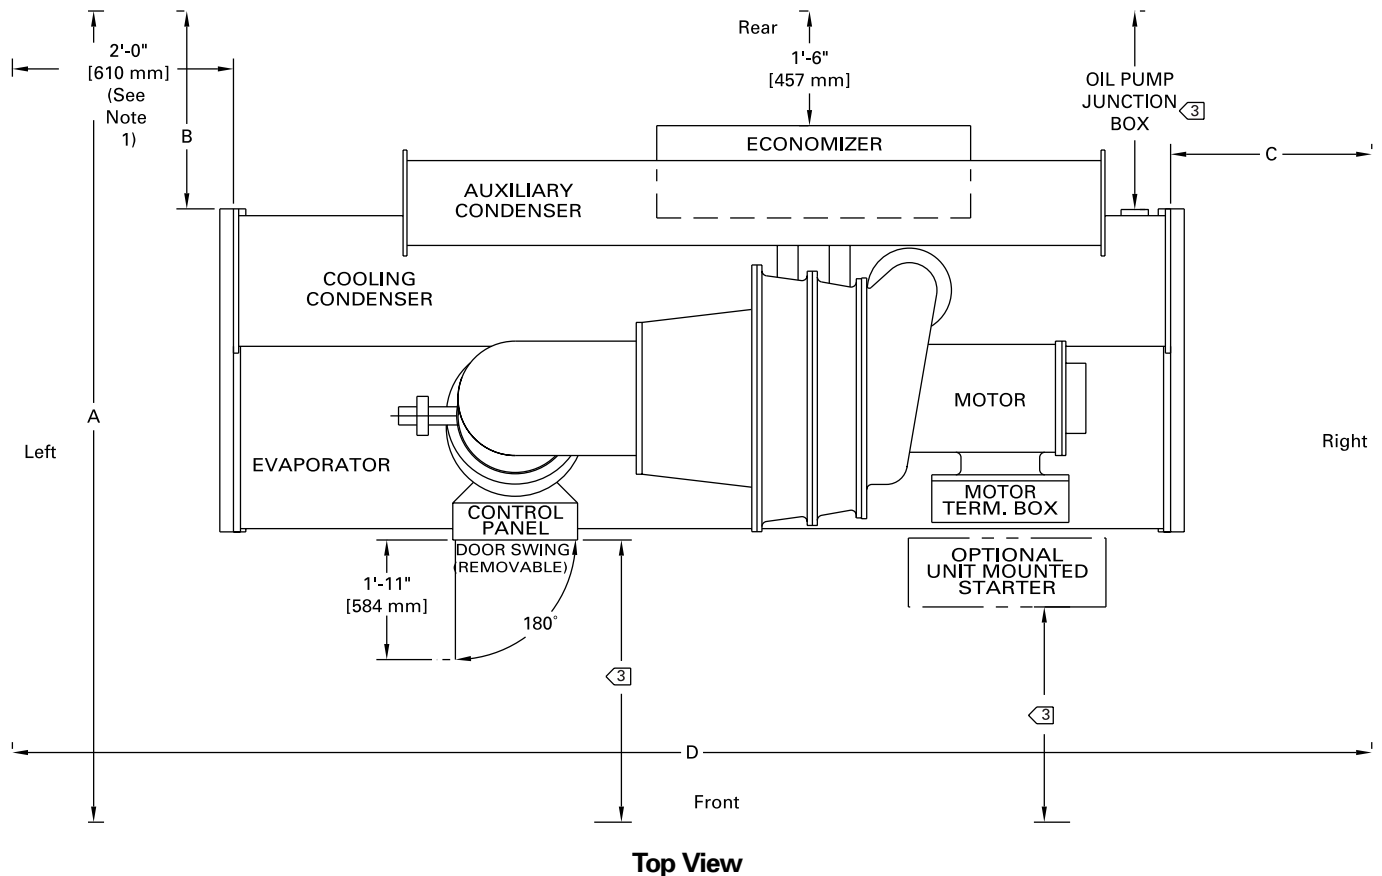 Rear
2'-0"
[610 mm]
(See
Note
1)
B
1'-6"
[457 mm]
OIL PUMP
JUNCTION
BOX
3
C
ECONOMIZER
AUXILIARY
CONDENSER
COOLING
CONDENSER
A
MOTOR
Left
Right
EVAPORATOR
MOTOR
TERM. BOX
CONTROL
PANEL
DOOR SWING
(REMOVABLE)
OPTIONAL
UNIT MOUNTED
STARTER
1'-11"
[584 mm]
180°
3
3
D
Front
Top View